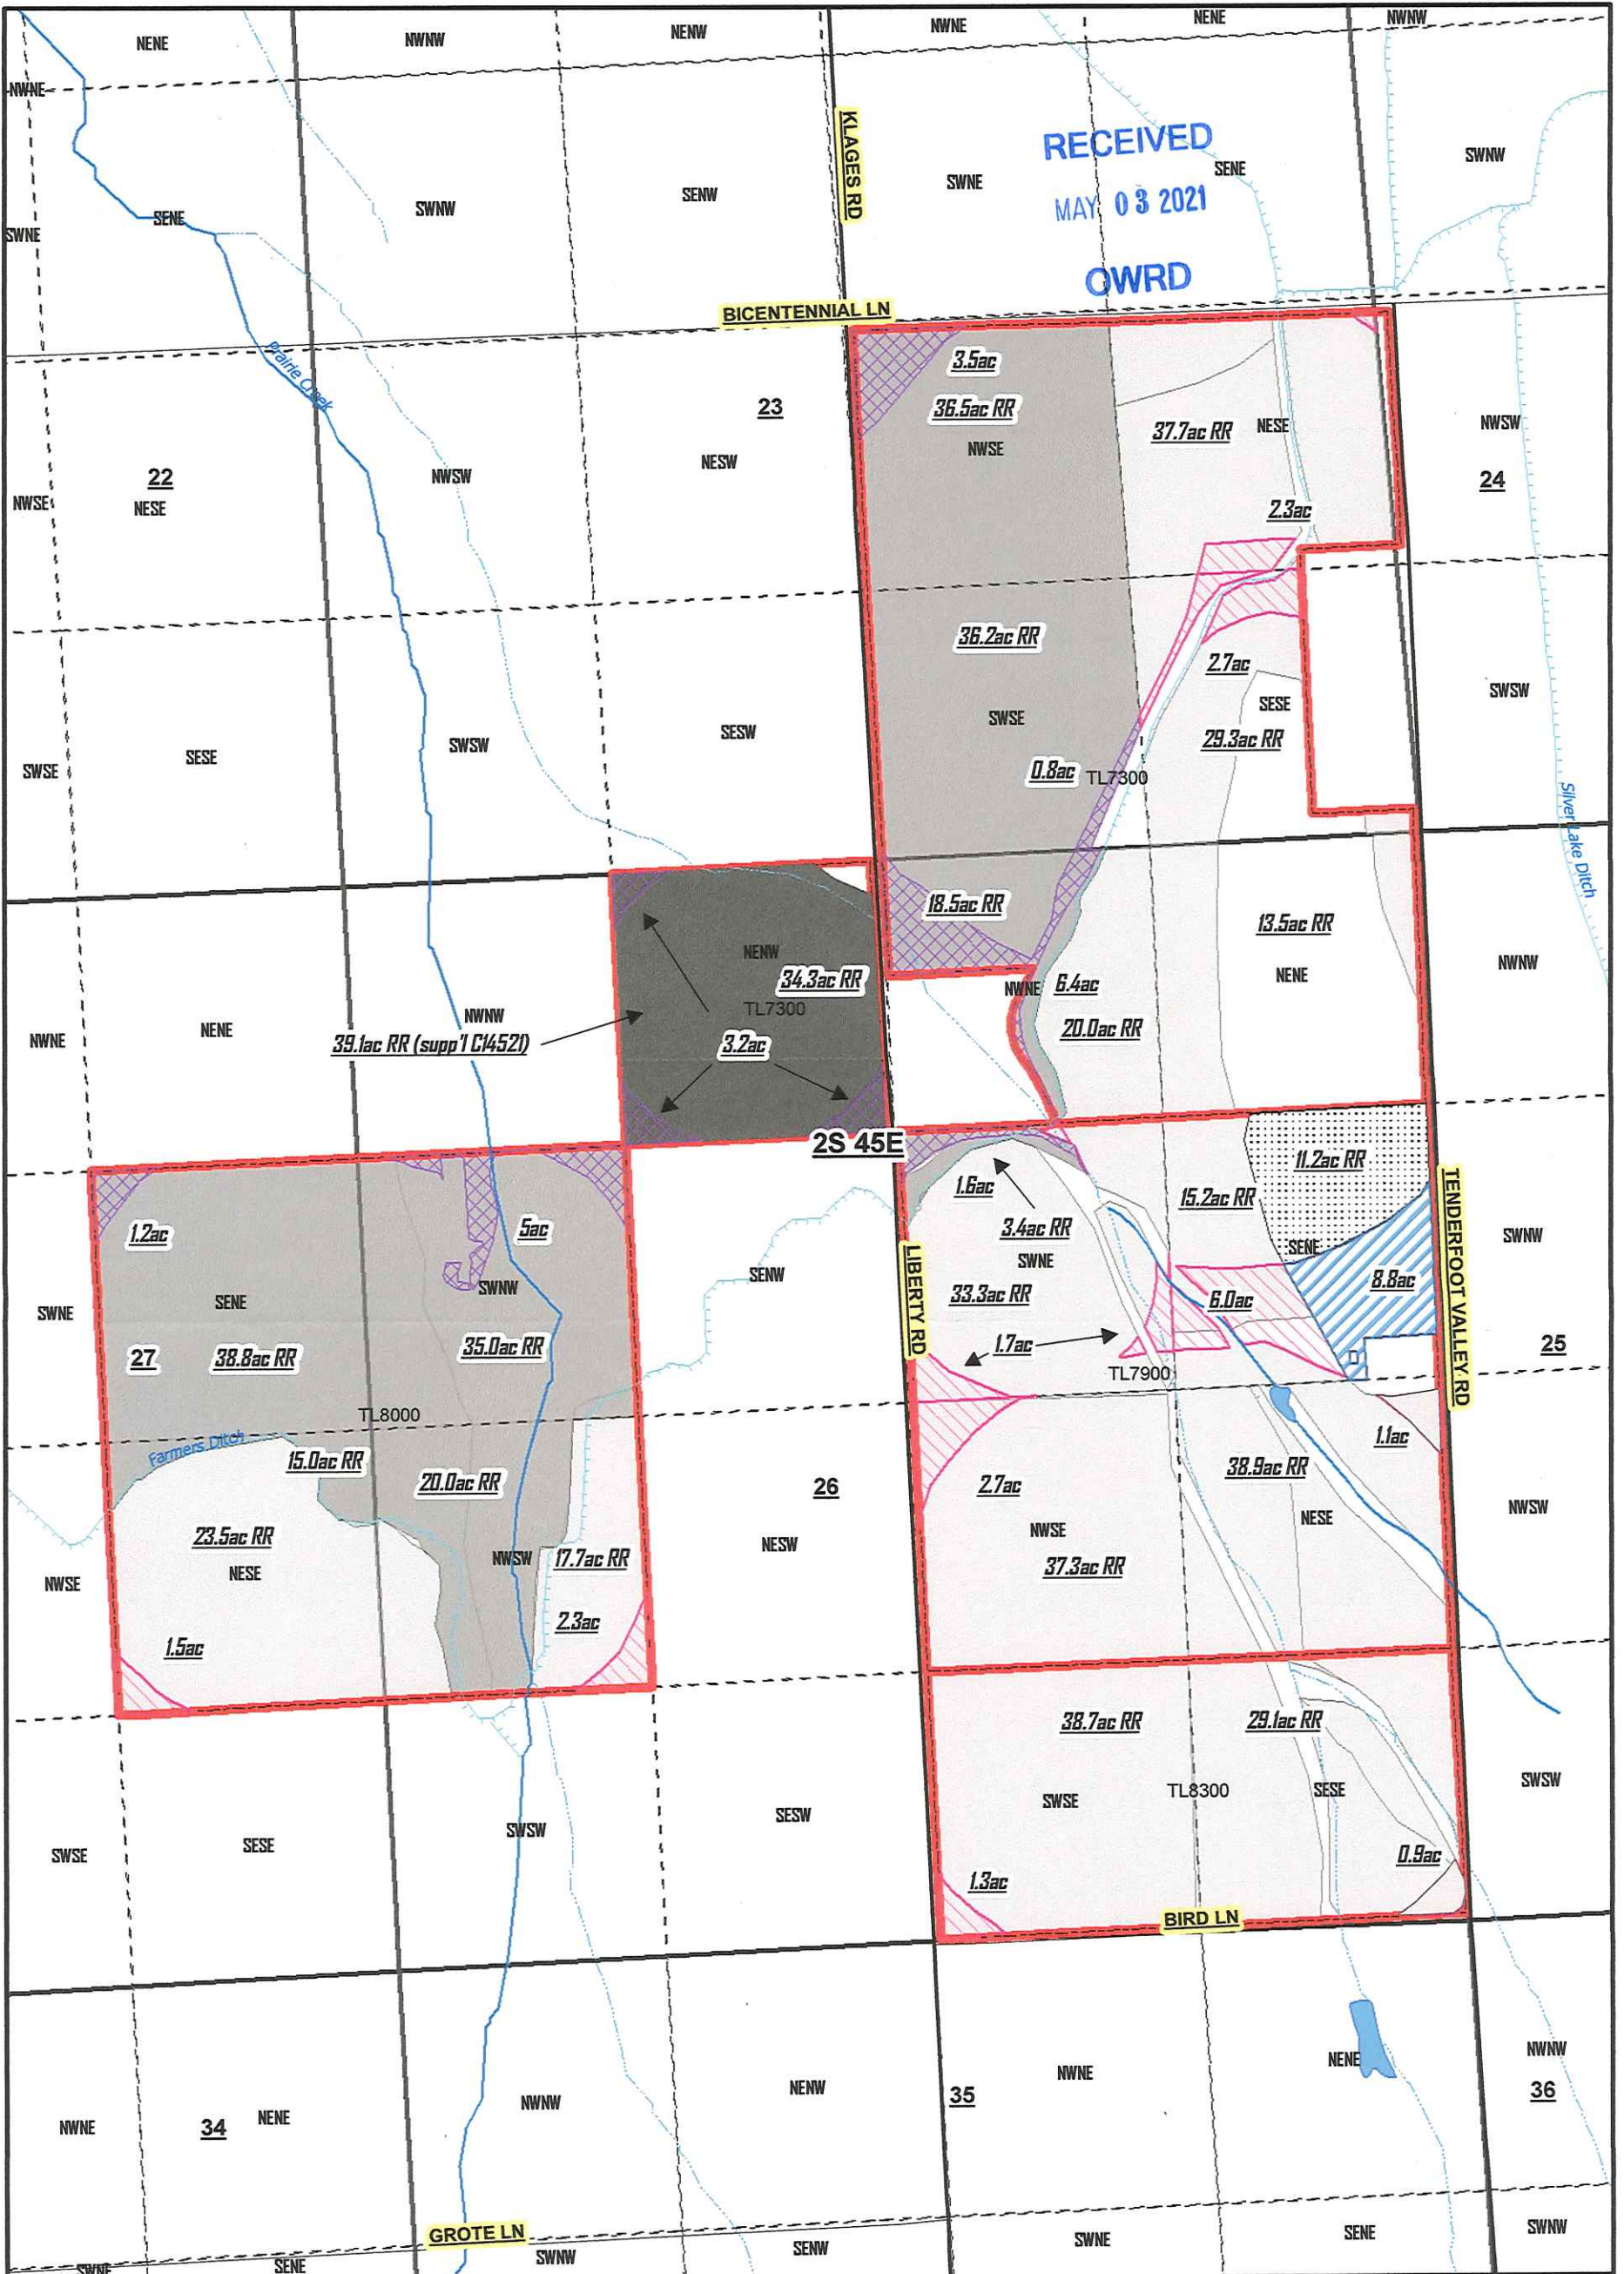 NENE
NWNW
NENW
NWNE
NENE
NWNW
NWNE
KLAGES RD
RECEIVED
MAY 03 2021
OWRD
SENE
SWNW
SENW
SWNE
SENE
SWNW
SWNE
BICENTENNIAL LN
Prairie Creek
3.5ac
36.5ac RR
NWSE
37.7ac RR
NESE
NWSW
23
24
NESW
NWSW
22
NESE
NWSE
2.3ac
36.2ac RR
2.7ac
SESE
SWSE
29.3ac RR
SWSW
SESW
SWSW
SESE
SWSE
0.8ac
TL7300
Silver Lake Ditch
18.5ac RR
13.5ac RR
NENW
34.3ac RR
NENE
NWNW
NWNE
6.4ac
TL7300
NWNW
NENE
NWNE
20.0ac RR
39.1ac RR (supp'l C14521)
3.2ac
2S 45E
11.2ac RR
TENDERFOOT VALLEY RD
1.6ac
15.2ac RR
1.2ac
5ac
3.4ac RR
SENE
SWNW
LIBERTY RD
SWNE
SENW
8.8ac
SWNW
SENE
SWNE
33.3ac RR
6.0ac
27
38.8ac RR
35.0ac RR
1.7ac
25
TL7900
TL8000
Farmers Ditch
15.0ac RR
20.0ac RR
1.1ac
38.9ac RR
26
2.7ac
NWSW
23.5ac RR
NESE
NWSE
NESW
NWSW
17.7ac RR
NESE
NWSE
37.3ac RR
1.5ac
2.3ac
38.7ac RR
29.1ac RR
TL8300
SESE
SWSW
SWSE
SESW
SWSW
SESE
SWSE
0.9ac
1.3ac
BIRD LN
NENE
NWNW
NWNE
35
36
NENW
NWNW
NENE
NWNE
34
GROTE LN
SWNW
SENE
SWNE
SENW
SWNW
SENE
SWNE